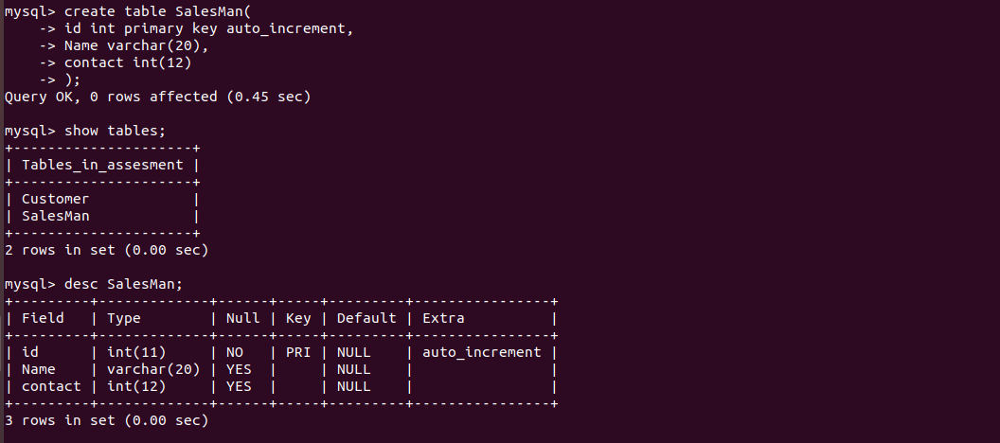 mysql> create table SalesMan(
    -> id int primary key auto_increment,
    -> Name varchar(20),
    -> contact int(12)
    -> );
Query OK, 0 rows affected (0.45 sec)

mysql> show tables;
+---------------------+
| Tables_in_assesment |
+---------------------+
| Customer            |
| SalesMan            |
+---------------------+
2 rows in set (0.00 sec)

mysql> desc SalesMan;
+---------+-------------+------+-----+---------+----------------+
| Field   | Type        | Null | Key | Default | Extra          |
+---------+-------------+------+-----+---------+----------------+
| id      | int(11)     | NO   | PRI | NULL    | auto_increment |
| Name    | varchar(20) | YES  |     | NULL    |                |
| contact | int(12)     | YES  |     | NULL    |                |
+---------+-------------+------+-----+---------+----------------+
3 rows in set (0.00 sec)